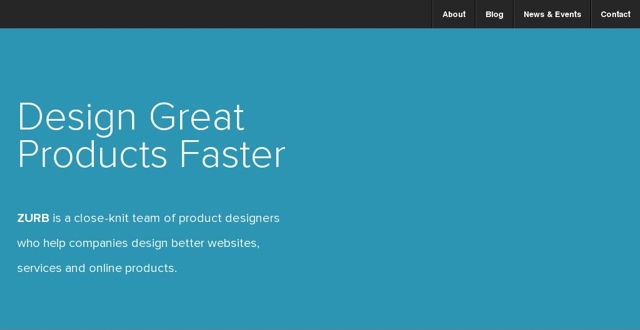 About Blog News & Events Contact
Design Great
Products Faster
ZURB is a close-knit team of product designers
who help companies design better websites,
services and online products.